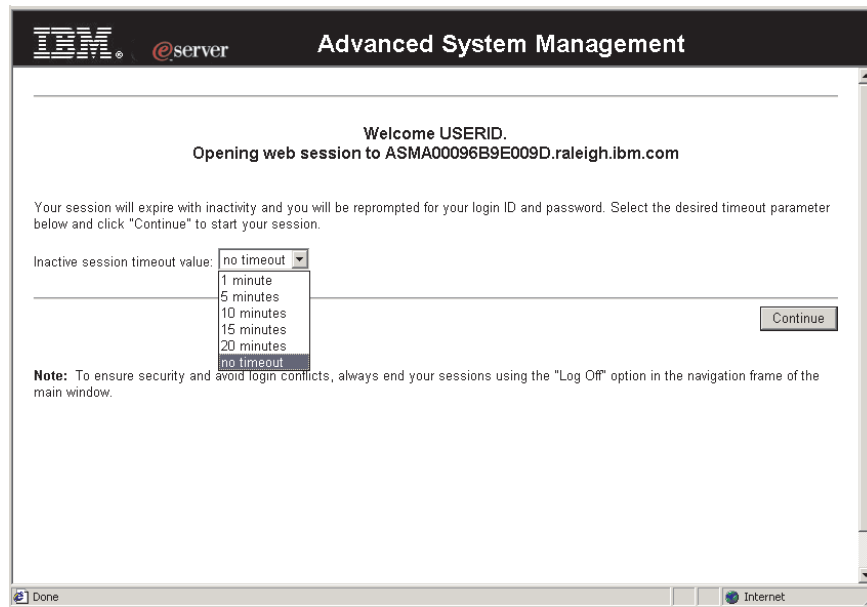 IBM® @server Advanced System Management
Welcome USERID.
Opening web session to ASMA00096B9E009D.raleigh.ibm.com
Your session will expire with inactivity and you will be reprompted for your login ID and password. Select the desired timeout parameter
below and click "Continue" to start your session.
Inactive session timeout value: no timeout
1 minute
5 minutes
10 minutes
15 minutes
20 minutes
no timeout
Continue
Note: To ensure security and avoid login conflicts, always end your sessions using the "Log Off" option in the navigation frame of the
main window.
Done Internet